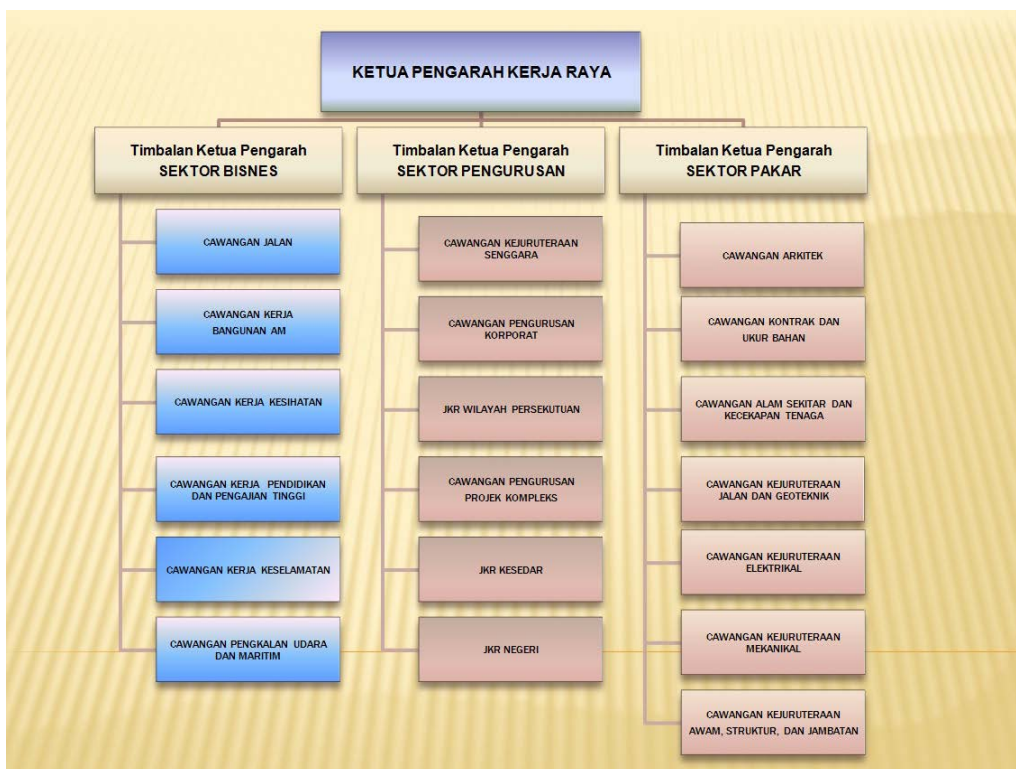 KETUA PENGARAH KERJA RAYA
Timbalan Ketua Pengarah
SEKTOR BISNES
CAWANGAN JALAN
CAWANGAN KERJA
BANGUNAN AM
CAWANGAN KERJA KESIHATAN
CAWANGAN KERJA PENDIDIKAN
DAN PENGAJIAN TINGGI
CAWANGAN KERJA KESELAMATAN
CAWANGAN PENGKALAN UDARA
DAN MARITIM
Timbalan Ketua Pengarah
SEKTOR PENGURUSAN
CAWANGAN KEJURUTERAAN
SENGGARA
CAWANGAN PENGURUSAN
KORPORAT
JKR WILAYAH PERSEKUTUAN
CAWANGAN PENGURUSAN
PROJEK KOMPLEKS
JKR KESEDAR
JKR NEGERI
Timbalan Ketua Pengarah
SEKTOR PAKAR
CAWANGAN ARKITEK
CAWANGAN KONTRAK DAN
UKUR BAHAN
CAWANGAN ALAM SEKITAR DAN
KECEKAPAN TENAGA
CAWANGAN KEJURUTERAAN
JALAN DAN GEOTEKNIK
CAWANGAN KEJURUTERAAN
ELEKTRIKAL
CAWANGAN KEJURUTERAAN
MEKANIKAL
CAWANGAN KEJURUTERAAN
AWAM, STRUKTUR, DAN JAMBATAN